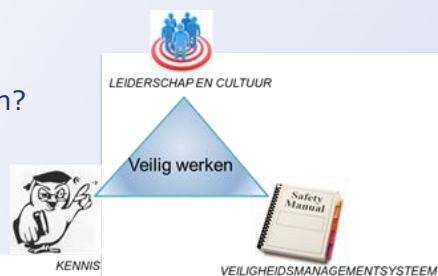 LEIDERSCHAP EN CULTUUR
n?
Veilig werken
Safety
Manual
KENNIS
VEILIGHEIDSMANAGEMENTSYSTEEM